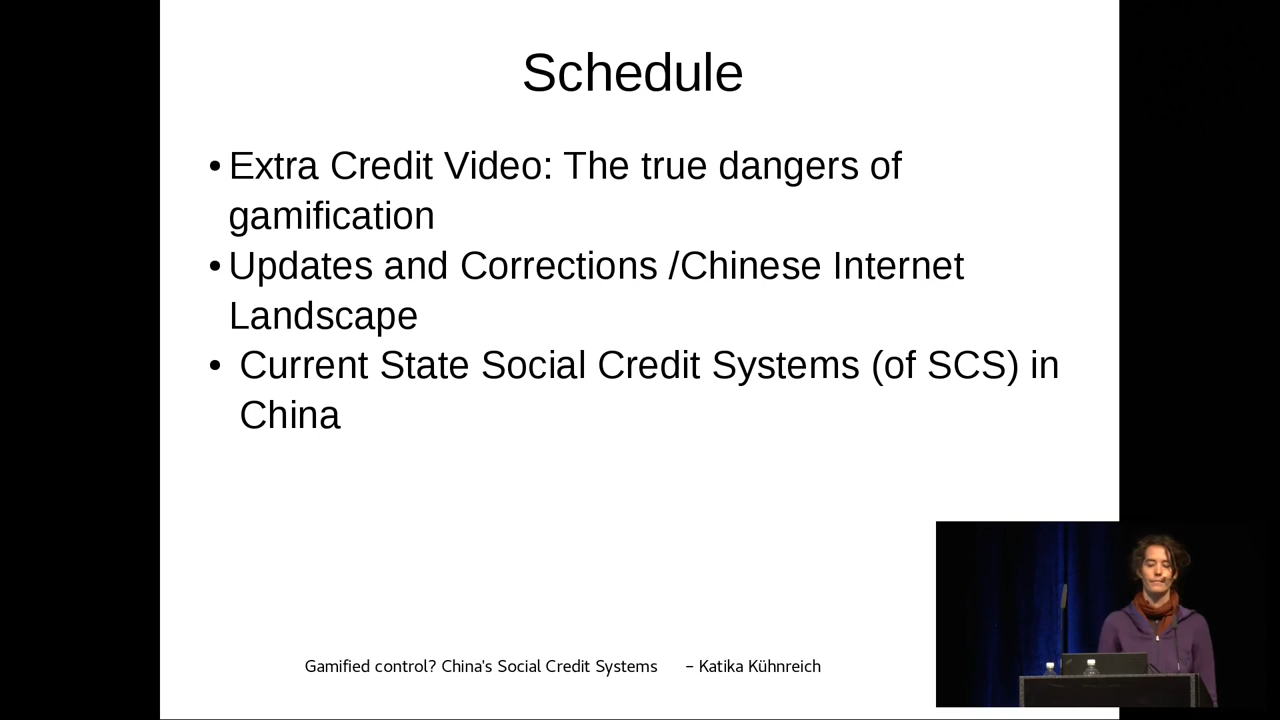 Schedule
• Extra Credit Video: The true dangers of
gamification
• Updates and Corrections /Chinese Internet
Landscape
• Current State Social Credit Systems (of SCS) in
China
Gamified control? China's Social Credit Systems – Katika Kühnreich